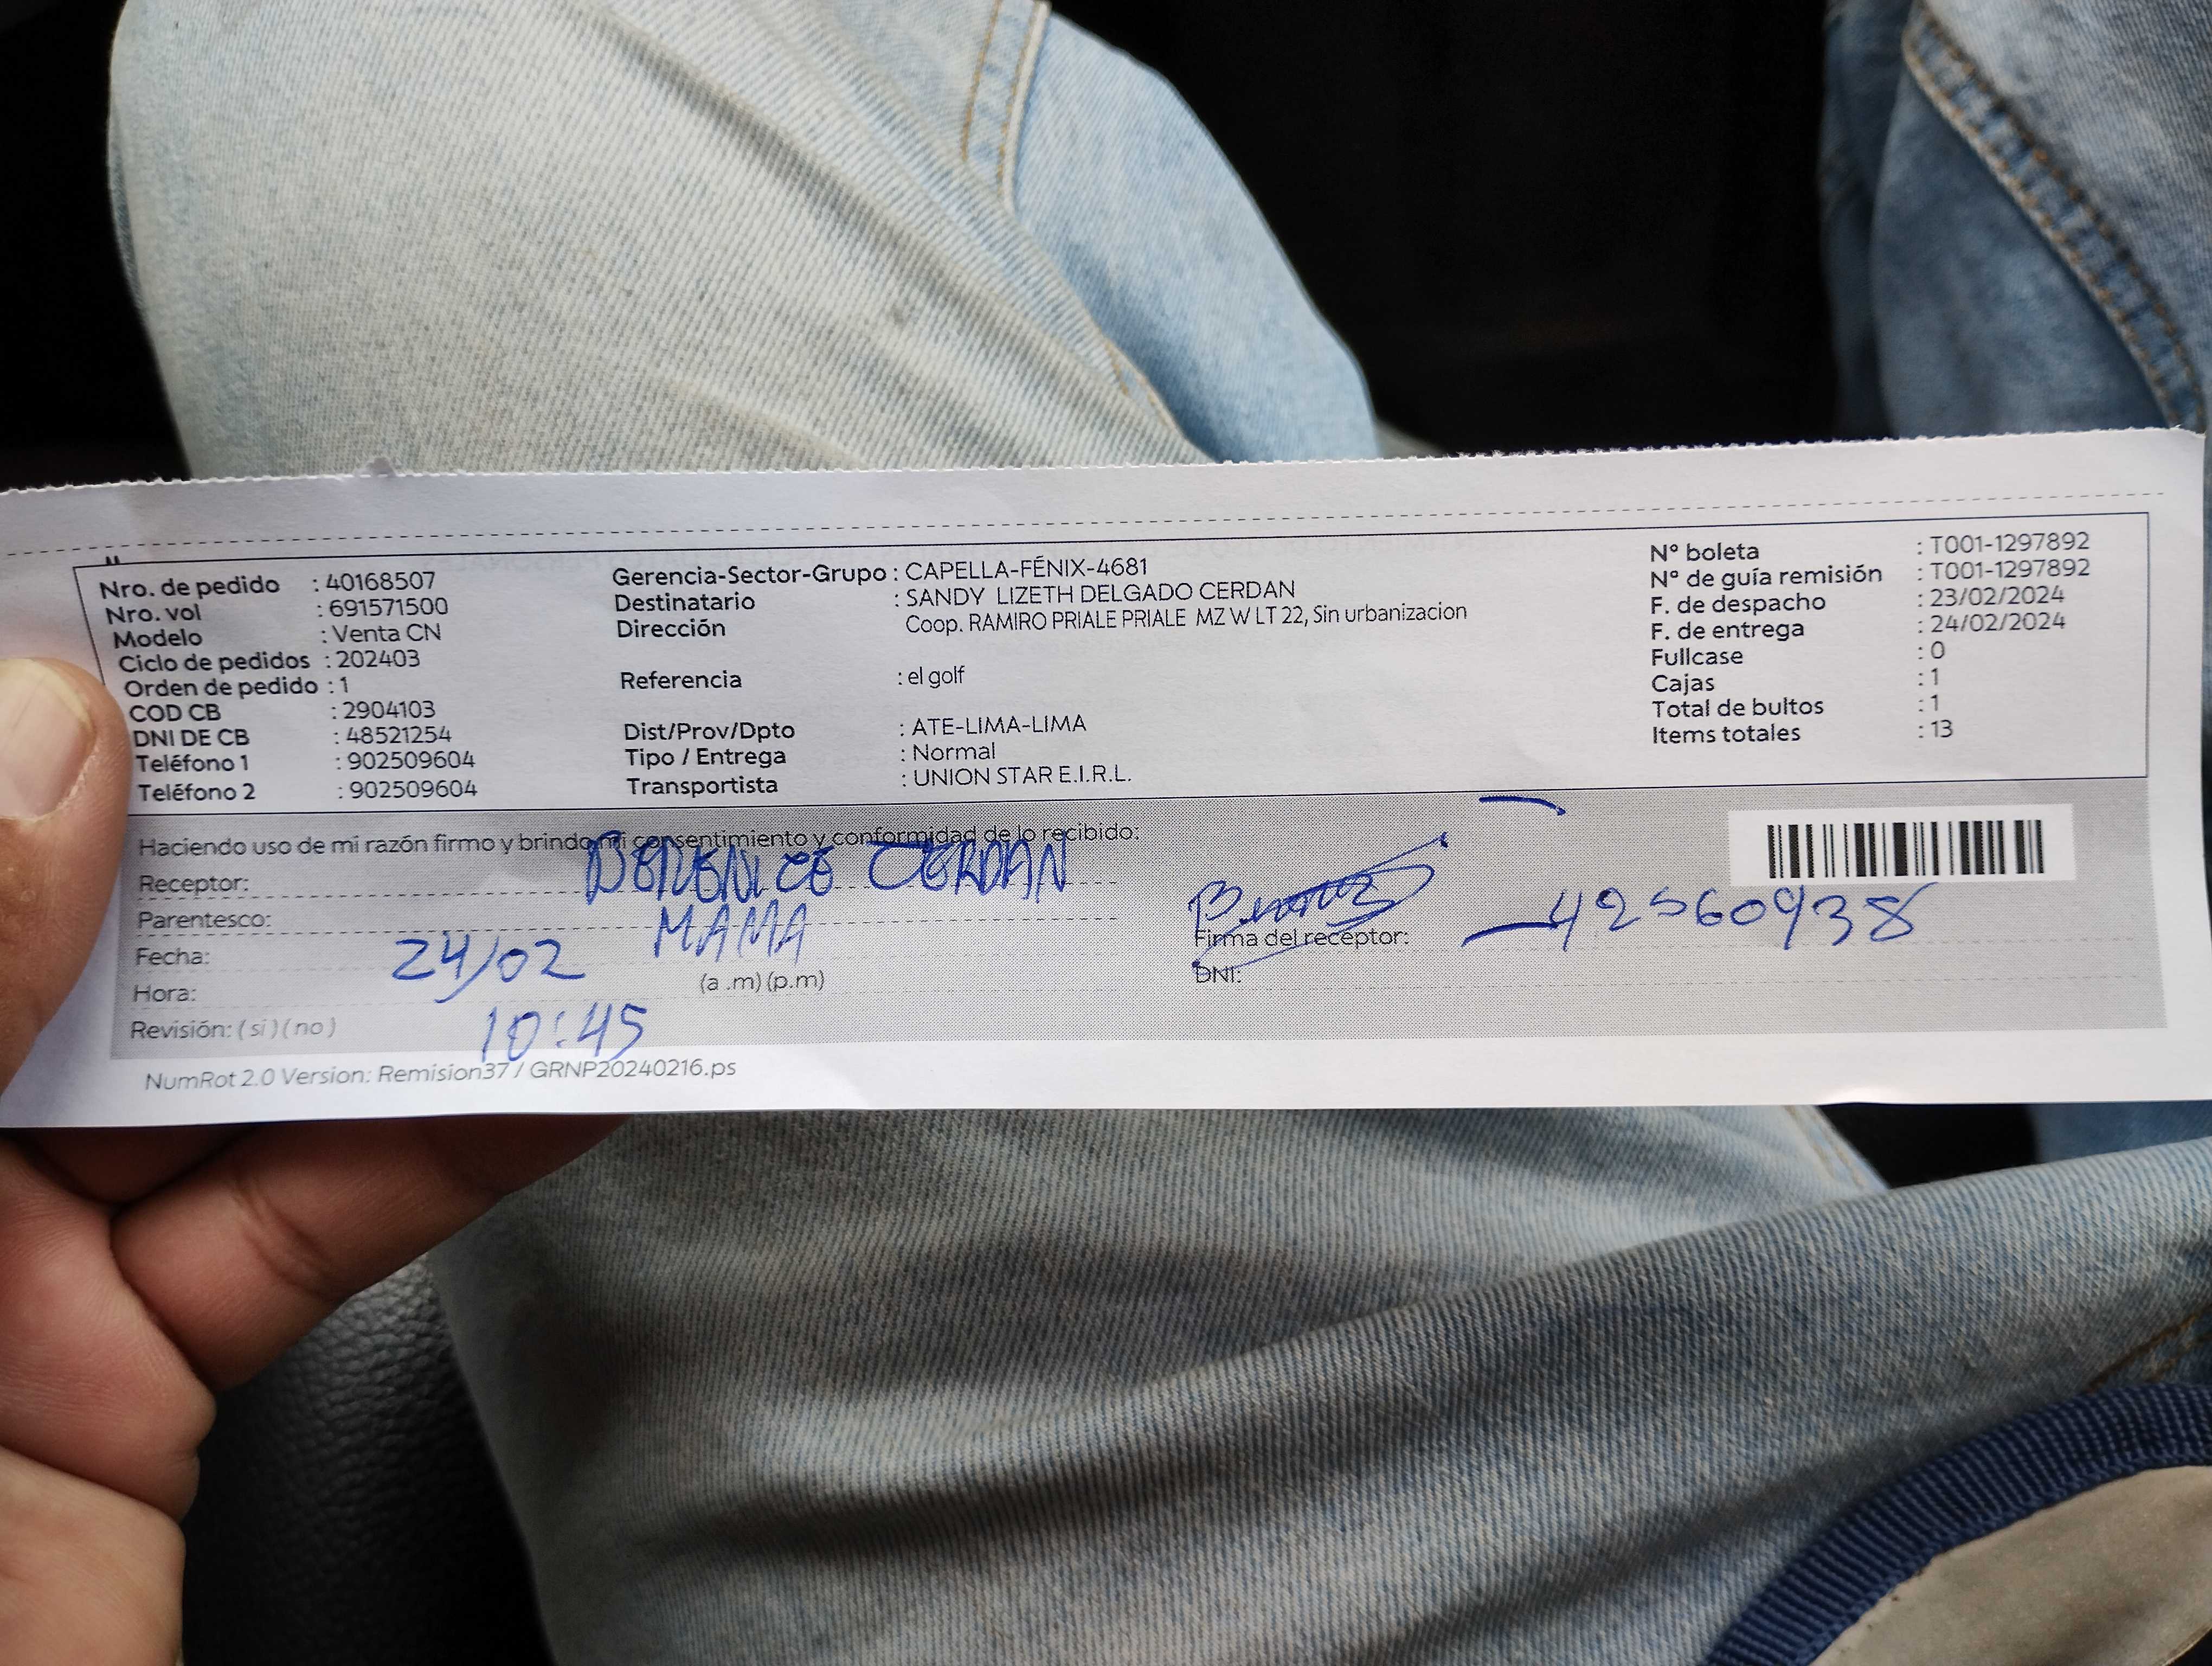 Nro. de pedido : 40168507
Nro. vol : 691571500
Modelo : Venta CN
Ciclo de pedidos : 202403
Orden de pedido : 1
COD CB : 2904103
DNI DE CB : 48521254
Teléfono 1 : 902509604
Teléfono 2 : 902509604
Gerencia-Sector-Grupo : CAPELLA-FÉNIX-4681
Destinatario : SANDY LIZETH DELGADO CERDAN
Dirección Coop. RAMIRO PRIALE PRIALE MZ W LT 22, Sin urbanizacion
Referencia : el golf
Dist/Prov/Dpto : ATE-LIMA-LIMA
Tipo / Entrega : Normal
Transportista : UNION STAR E.I.R.L.
N° boleta : T001-1297892
N° de guía remisión : T001-1297892
F. de despacho : 23/02/2024
F. de entrega : 24/02/2024
Fullcase : 0
Cajas : 1
Total de bultos : 1
Items totales : 13
Haciendo uso de mi razón firmo y brindo mi consentimiento y conformidad de lo recibido:
Receptor: BERENICE CERDAN
Parentesco: MAMA
Fecha: 24/02
Hora: 10:45 (a .m) (p.m)
Revisión: ( si ) ( no )
Firma del receptor:
DNI: 42560938
NumRot 2.0 Version: Remision37 / GRNP20240216.ps